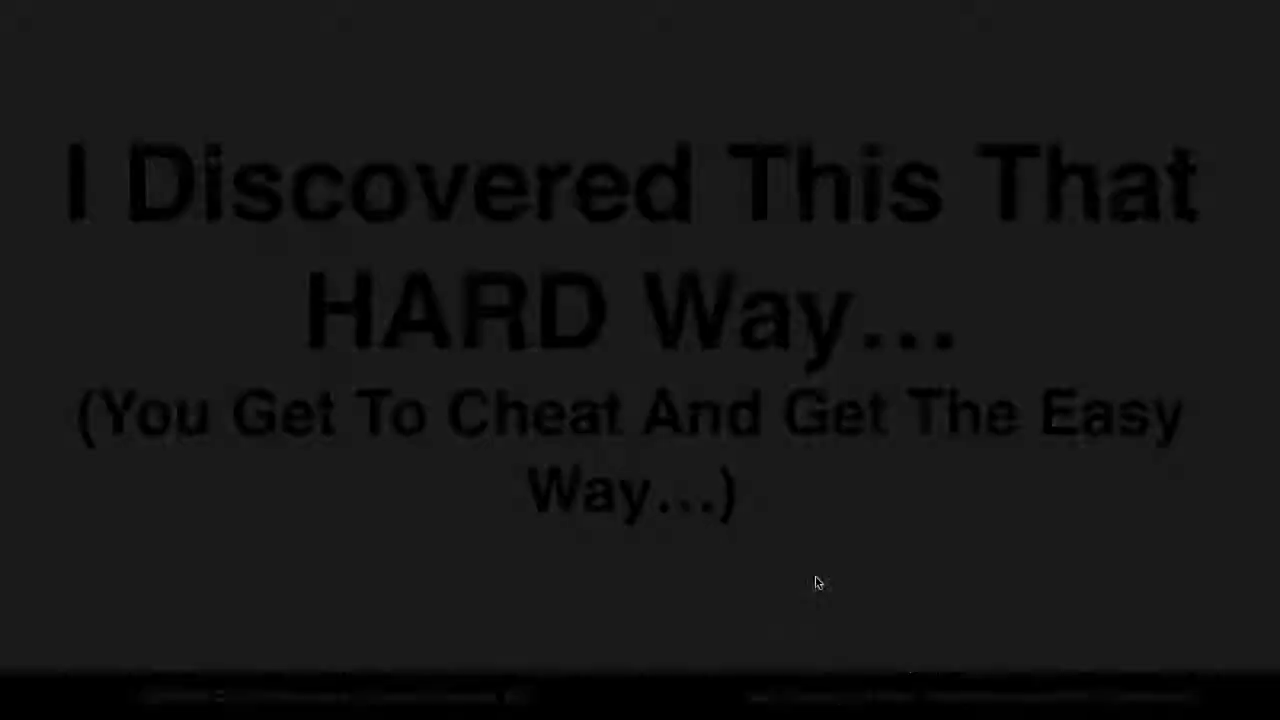 I Discovered This That
HARD Way...
(You Get To Cheat And Get The Easy
Way...)